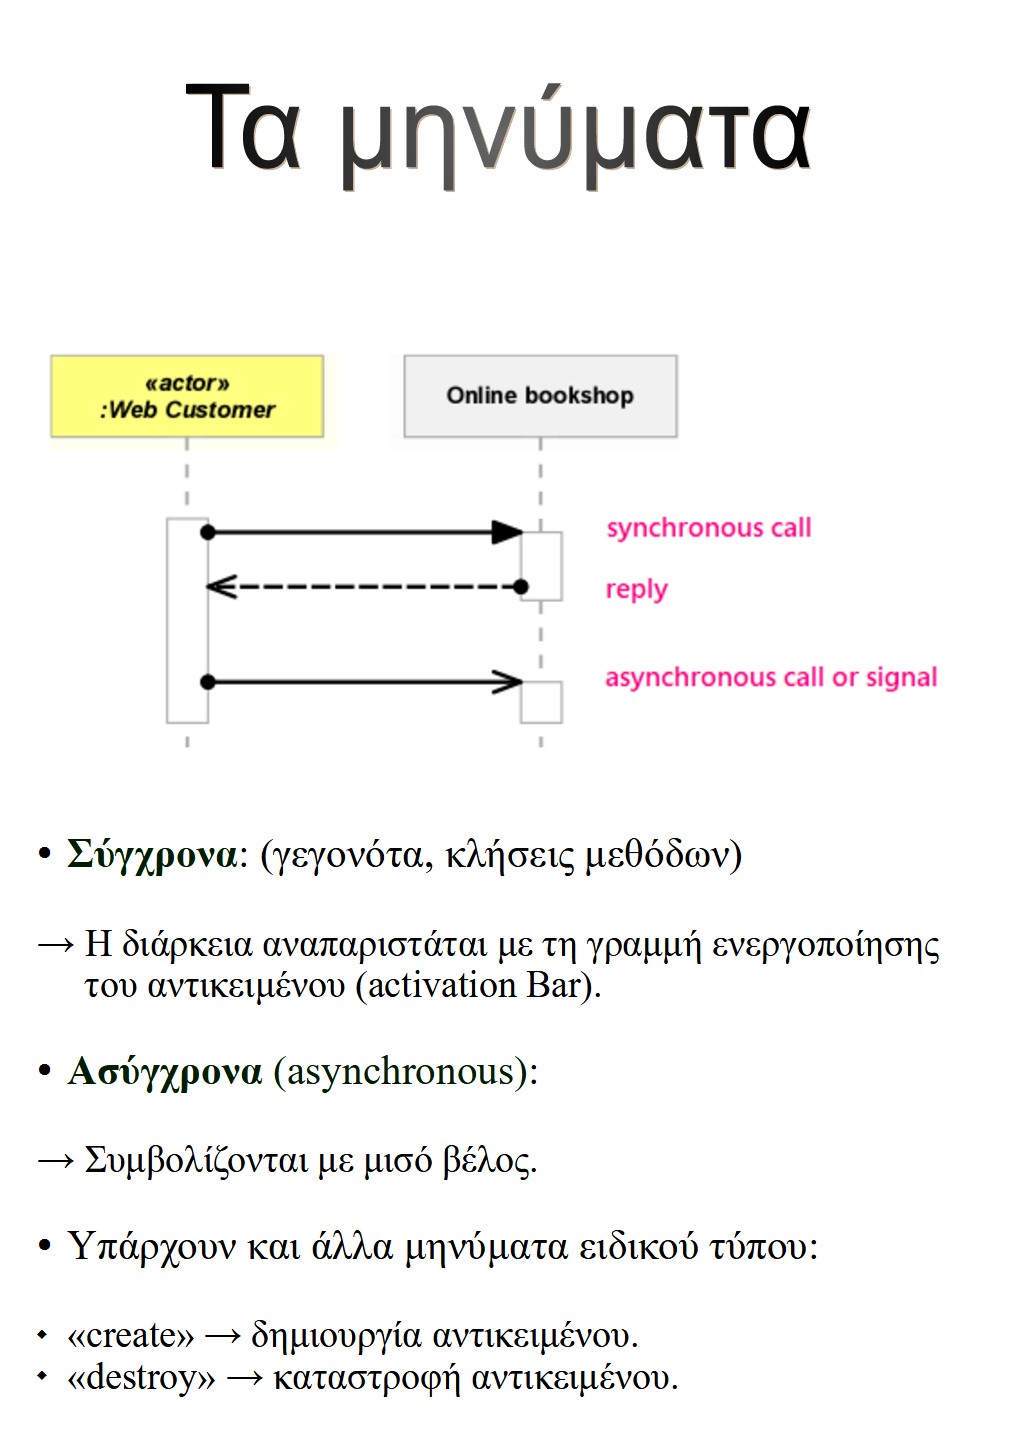 Τα μηνύματα
«actor»
:Web Customer
Online bookshop
synchronous call
reply
asynchronous call or signal
• Σύγχρονα: (γεγονότα, κλήσεις μεθόδων)
→ Η διάρκεια αναπαριστάται με τη γραμμή ενεργοποίησης
του αντικειμένου (activation Bar).
• Ασύγχρονα (asynchronous):
→ Συμβολίζονται με μισό βέλος.
• Υπάρχουν και άλλα μηνύματα ειδικού τύπου:
◆ «create» → δημιουργία αντικειμένου.
◆ «destroy» → καταστροφή αντικειμένου.